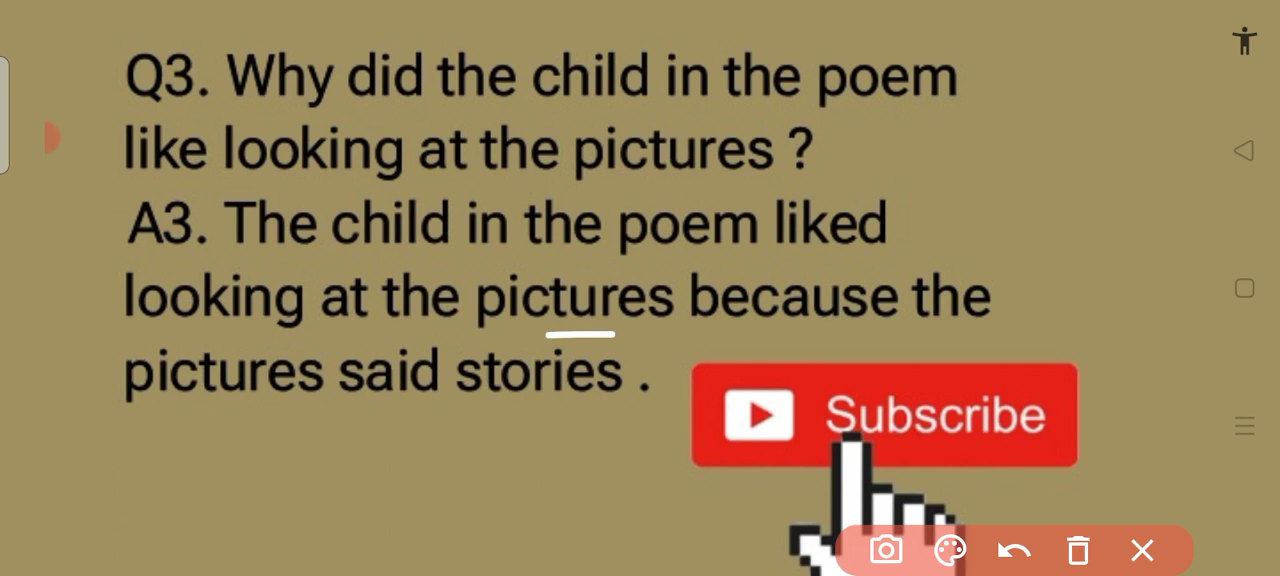 Q3. Why did the child in the poem
like looking at the pictures ?
A3. The child in the poem liked
looking at the pictures because the
pictures said stories .
Subscribe